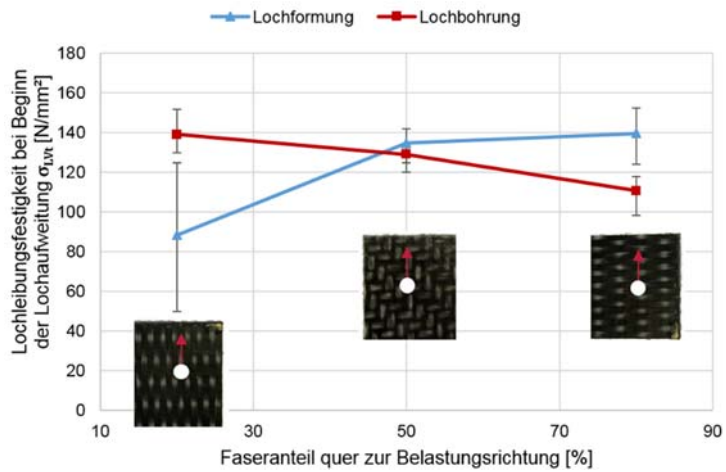 Lochformung Lochbohrung
180
160
140
120
100
80
60
40
20
0
Lochleibungsfestigkeit bei Beginn
der Lochaufweitung σLVt [N/mm²]
10 30 50 70 90
Faseranteil quer zur Belastungsrichtung [%]